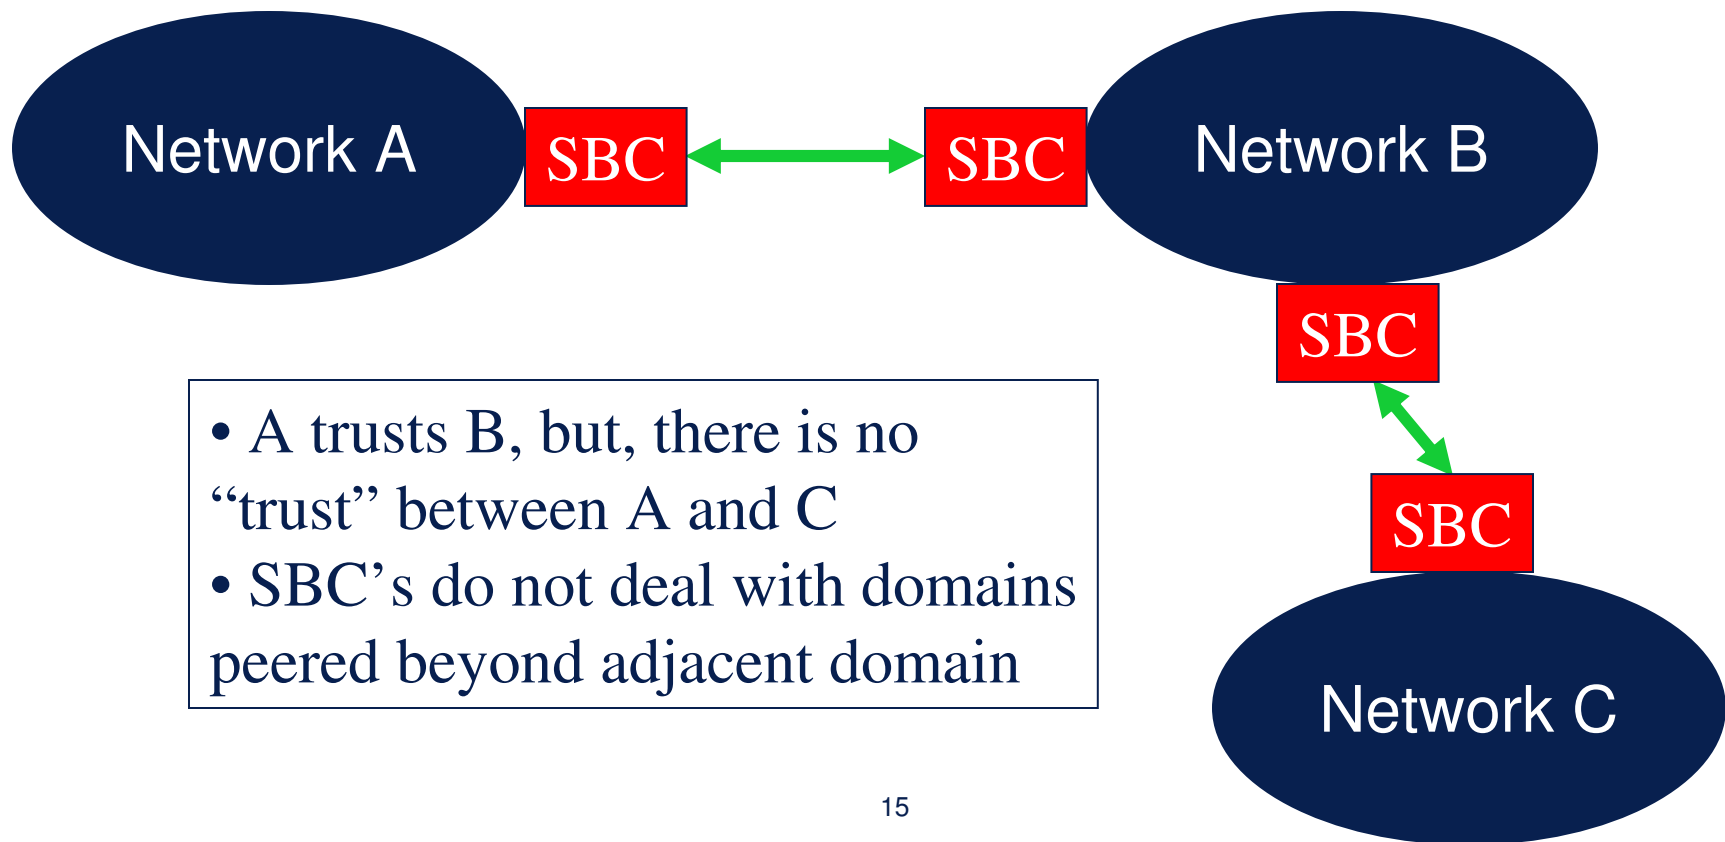 Network A
SBC
SBC
Network B
SBC
• A trusts B, but, there is no
“trust” between A and C
• SBC’s do not deal with domains
peered beyond adjacent domain
SBC
Network C
15